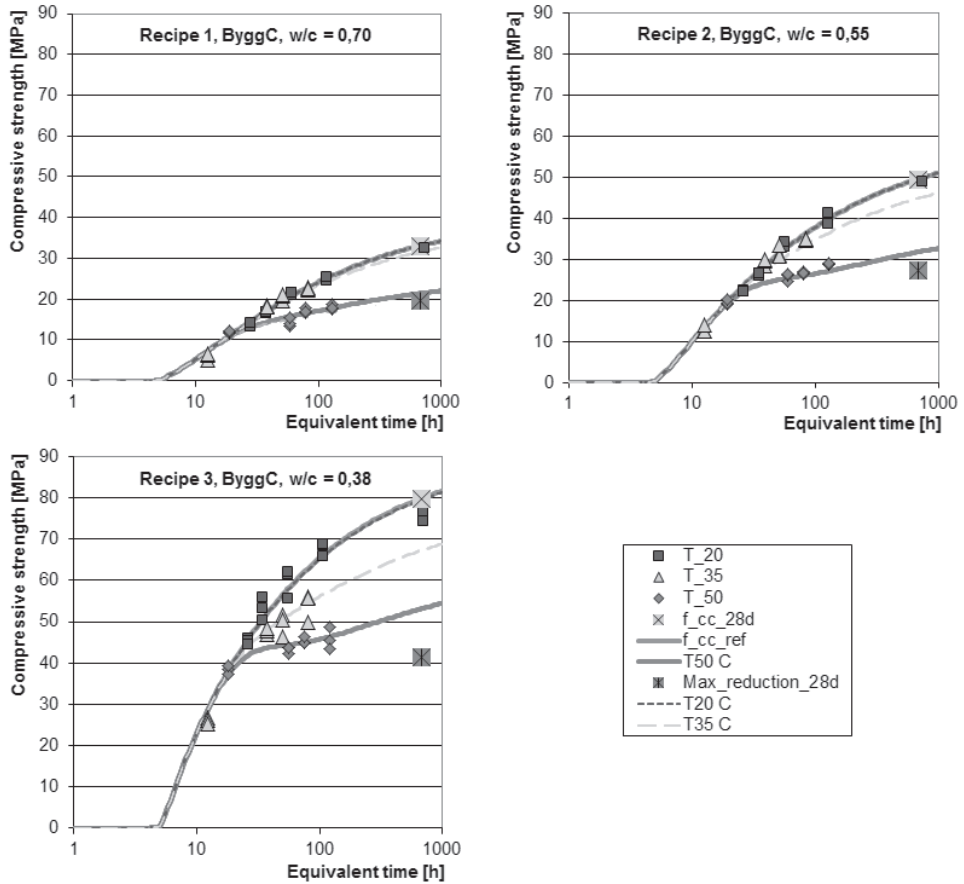 Recipe 1, ByggC, w/c = 0,70
Compressive strength [MPa]
90
80
70
60
50
40
30
20
10
0
1
10
100
1000
Equivalent time [h]
Recipe 2, ByggC, w/c = 0,55
Compressive strength [MPa]
90
80
70
60
50
40
30
20
10
0
1
10
100
1000
Equivalent time [h]
Recipe 3, ByggC, w/c = 0,38
Compressive strength [MPa]
90
80
70
60
50
40
30
20
10
0
1
10
100
1000
Equivalent time [h]
T_20
T_35
T_50
f_cc_28d
f_cc_ref
T50 C
Max_reduction_28d
T20 C
T35 C